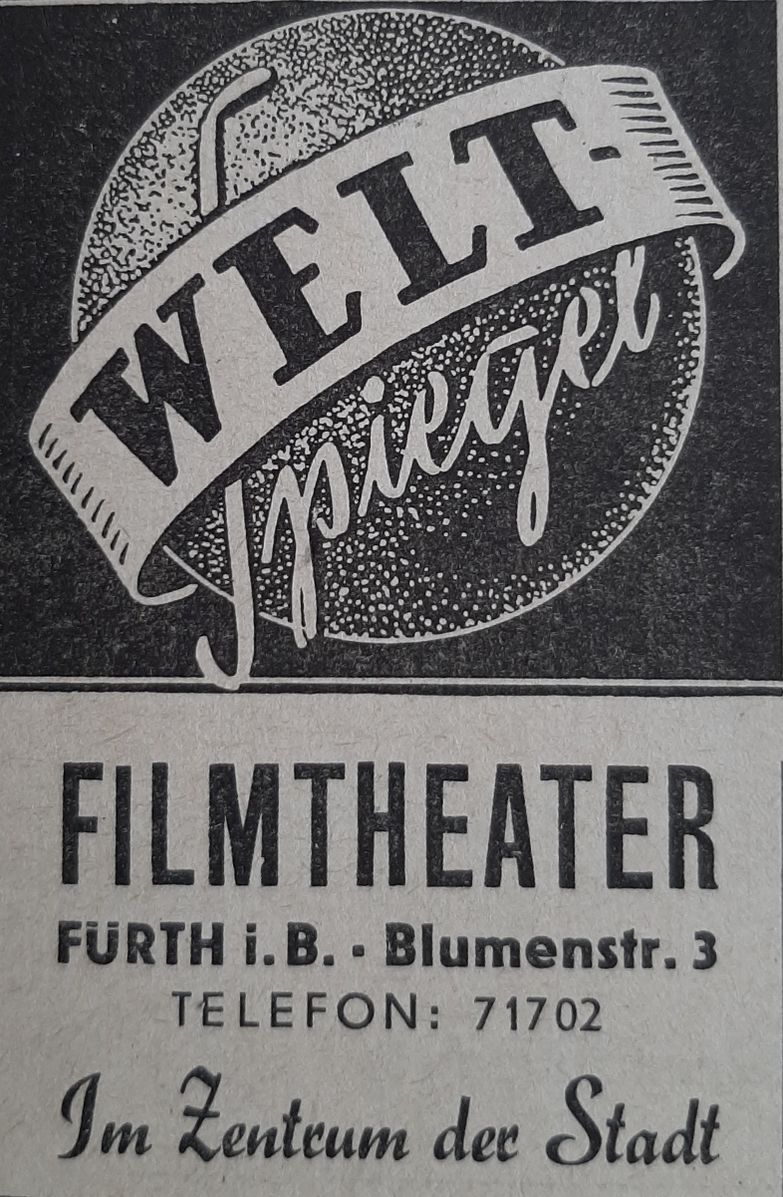 WELT-
Spiegel
FILMTHEATER
FÜRTH i. B. · Blumenstr. 3
TELEFON: 71702
Im Zentrum der Stadt